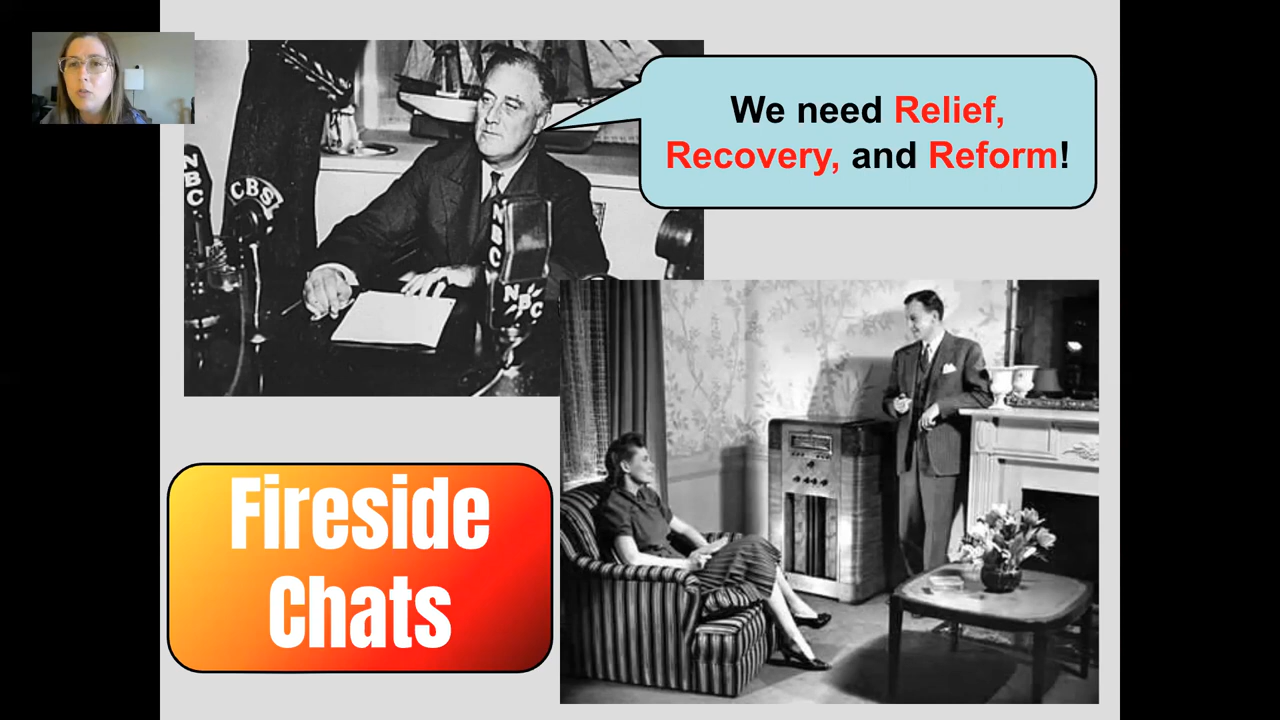 We need Relief,
Recovery, and Reform!
NBC
CBS
NBC
NBC
Fireside
Chats